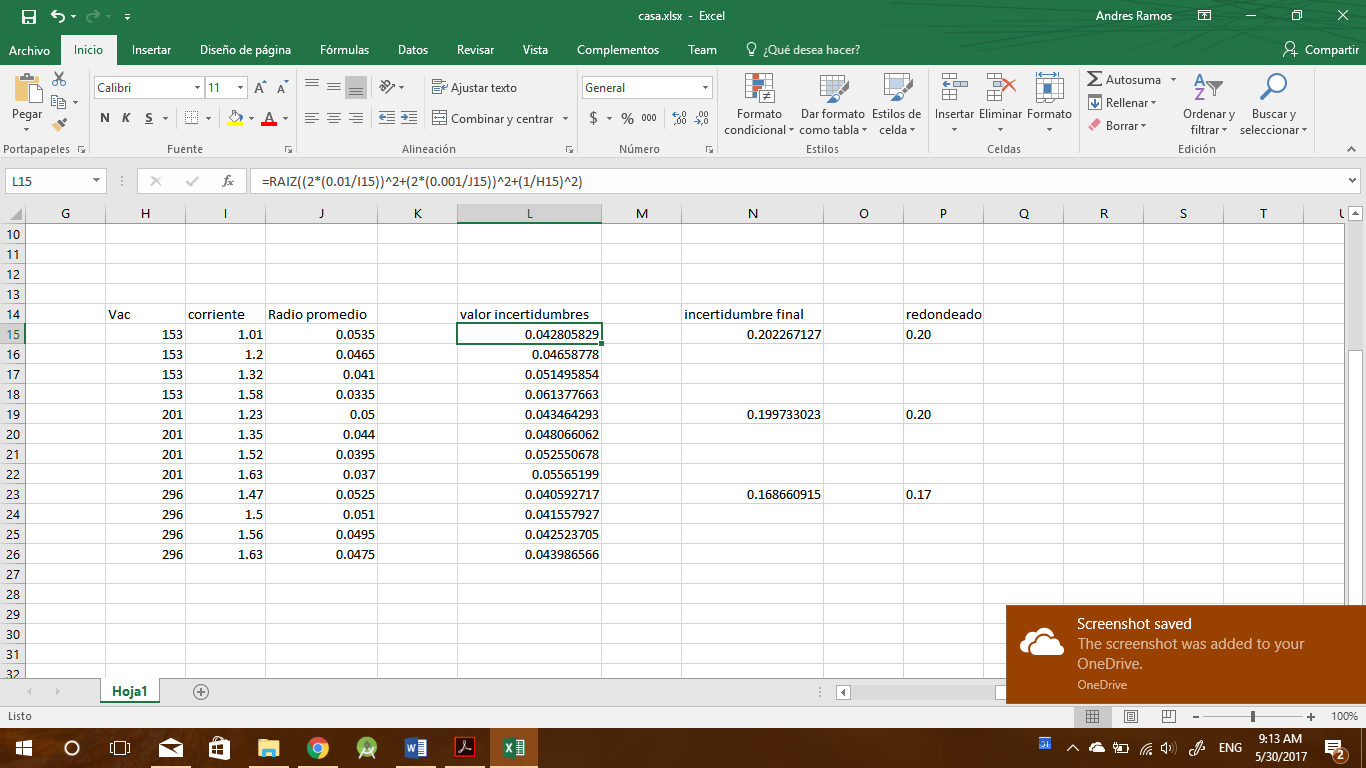 casa.xlsx - Excel
Andres Ramos
Archivo Inicio Insertar Diseño de página Fórmulas Datos Revisar Vista Complementos Team ¿Qué desea hacer? Compartir
Pegar
Portapapeles
Calibri 11
N K S
Fuente
Ajustar texto
Combinar y centrar
Alineación
General
$ % 000
Número
Formato condicional
Dar formato como tabla
Estilos de celda
Estilos
Insertar Eliminar Formato
Celdas
Autosuma
Rellenar
Borrar
Ordenar y filtrar
Buscar y seleccionar
Edición
L15 fx =RAIZ((2*(0.01/I15))^2+(2*(0.001/J15))^2+(1/H15)^2)
G H I J K L M N O P Q R S T U
10
11
12
13
14 Vac corriente Radio promedio valor incertidumbres incertidumbre final redondeado
15 153 1.01 0.0535 0.042805829 0.202267127 0.20
16 153 1.2 0.0465 0.04658778
17 153 1.32 0.041 0.051495854
18 153 1.58 0.0335 0.061377663
19 201 1.23 0.05 0.043464293 0.199733023 0.20
20 201 1.35 0.044 0.048066062
21 201 1.52 0.0395 0.052550678
22 201 1.63 0.037 0.05565199
23 296 1.47 0.0525 0.040592717 0.168660915 0.17
24 296 1.5 0.051 0.041557927
25 296 1.56 0.0495 0.042523705
26 296 1.63 0.0475 0.043986566
27
28
29
30
31
32
Screenshot saved
The screenshot was added to your
OneDrive.
OneDrive
Hoja1
Listo
100%
31
ENG
9:13 AM
5/30/2017
2